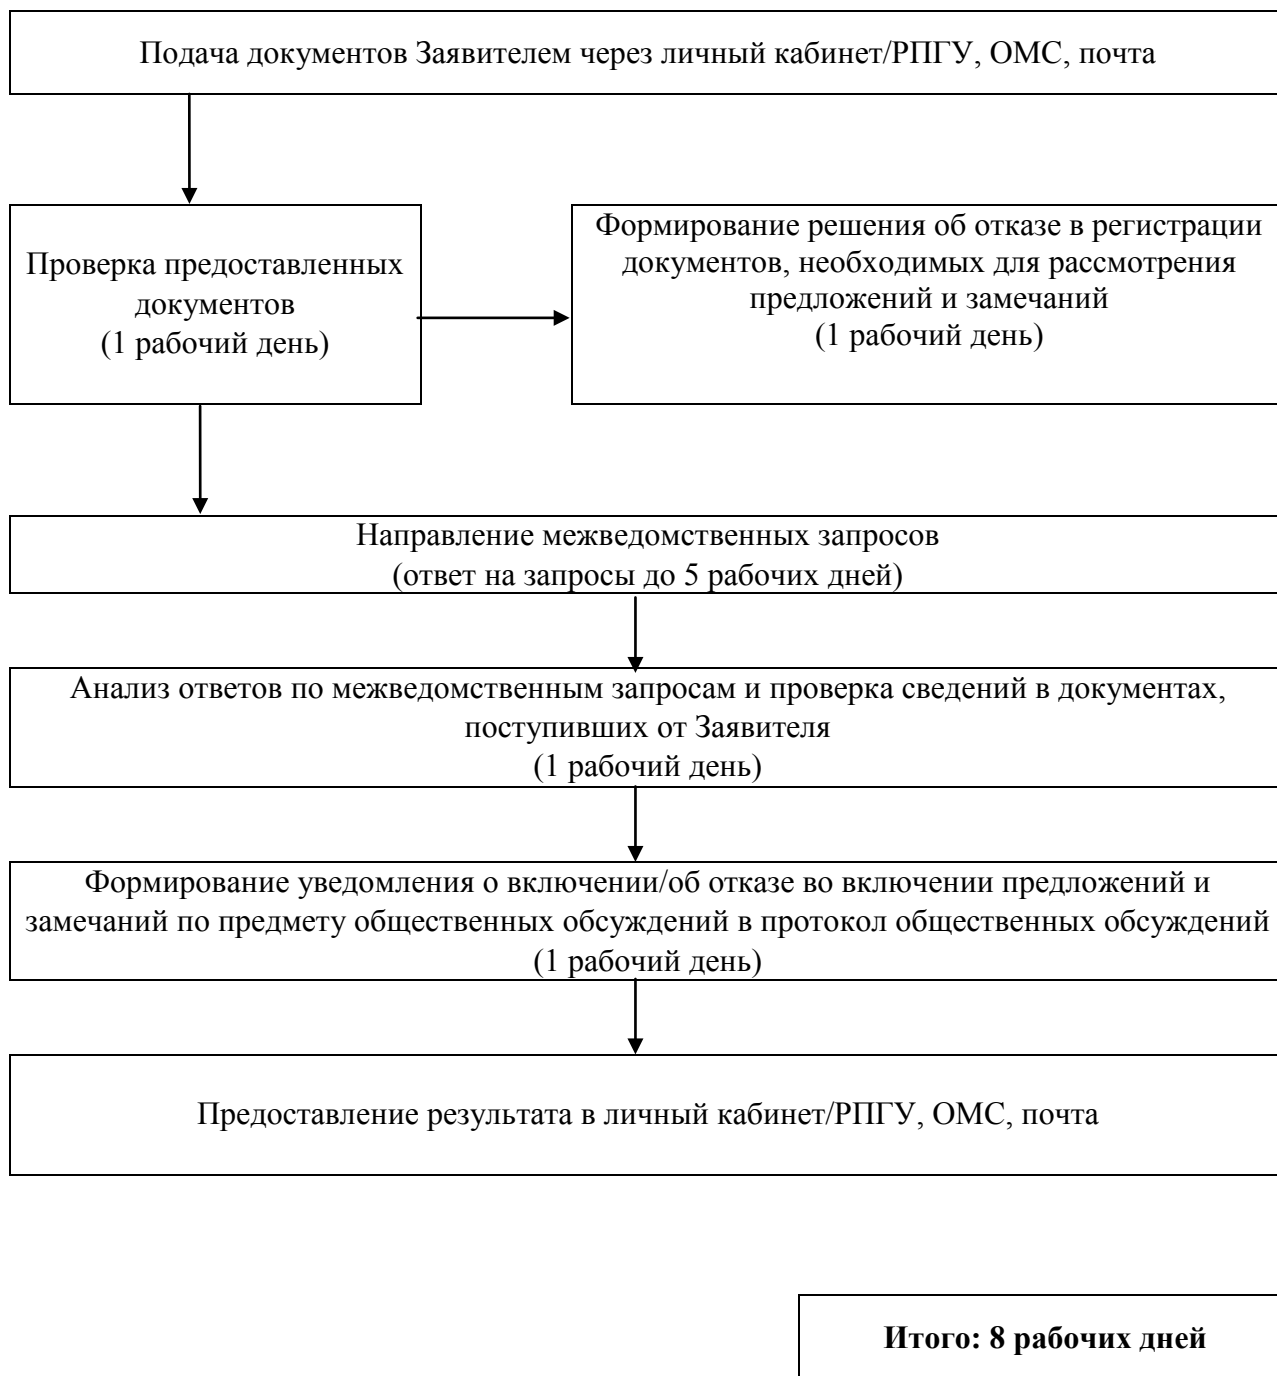 Подача документов Заявителем через личный кабинет/РПГУ, ОМС, почта
Проверка предоставленных
документов
(1 рабочий день)
Формирование решения об отказе в регистрации
документов, необходимых для рассмотрения
предложений и замечаний
(1 рабочий день)
Направление межведомственных запросов
(ответ на запросы до 5 рабочих дней)
Анализ ответов по межведомственным запросам и проверка сведений в документах,
поступивших от Заявителя
(1 рабочий день)
Формирование уведомления о включении/об отказе во включении предложений и
замечаний по предмету общественных обсуждений в протокол общественных обсуждений
(1 рабочий день)
Предоставление результата в личный кабинет/РПГУ, ОМС, почта
Итого: 8 рабочих дней